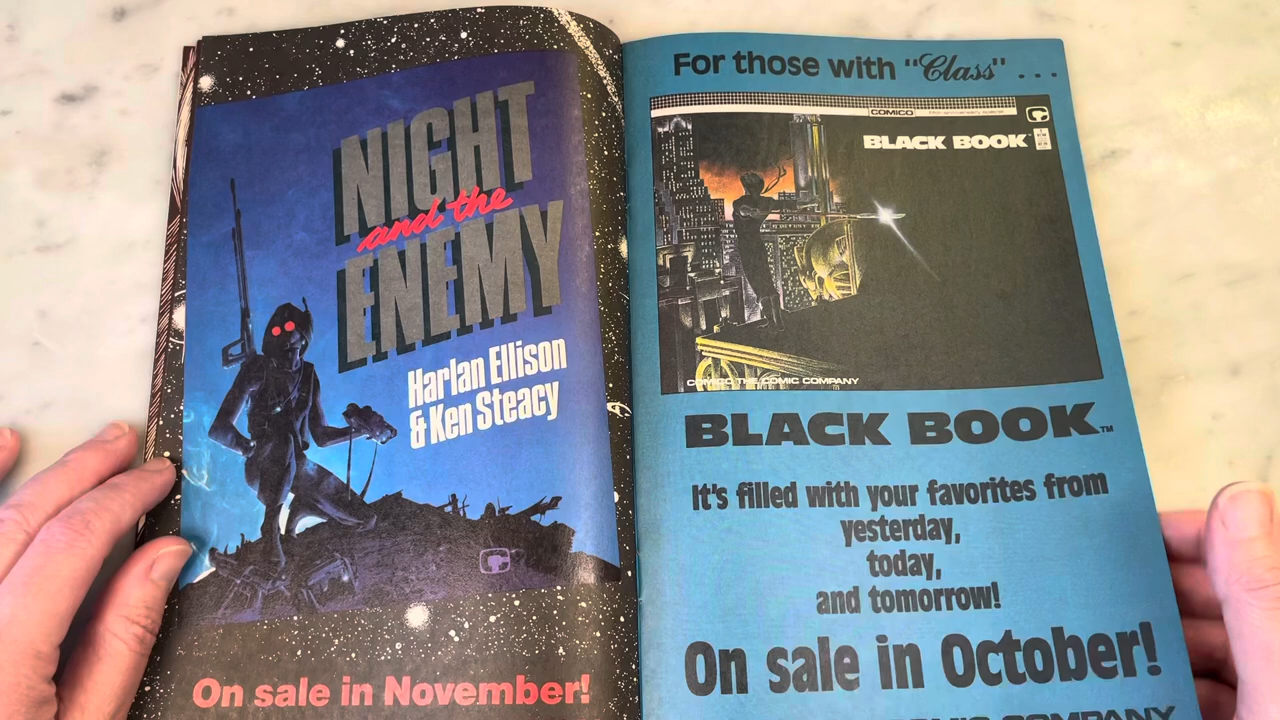 NIGHT
and the
ENEMY
Harlan Ellison
& Ken Steacy
On sale in November!
For those with "Class" . . .
COMICO
BLACK BOOK
COMICO THE COMIC COMPANY
BLACK BOOK™
It's filled with your favorites from
yesterday,
today,
and tomorrow!
On sale in October!
COMPANY